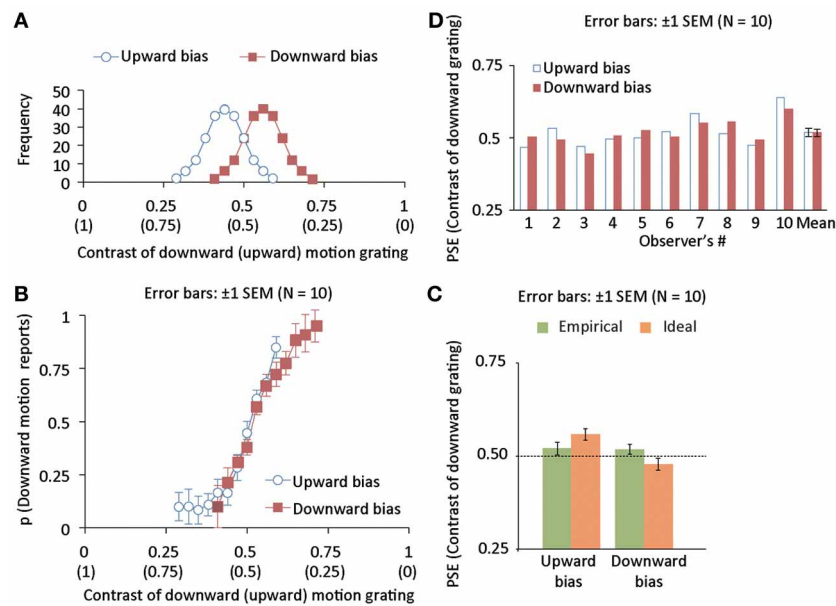 A
Upward bias Downward bias
Frequency
50
40
30
20
10
0
0 0.25 0.5 0.75 1
(1) (0.75) (0.5) (0.25) (0)
Contrast of downward (upward) motion grating
B
Error bars: ±1 SEM (N = 10)
p (Downward motion reports)
1
0.75
0.5
0.25
0
Upward bias
Downward bias
0 0.25 0.5 0.75 1
(1) (0.75) (0.5) (0.25) (0)
Contrast of downward (upward) motion grating
D
Error bars: ±1 SEM (N = 10)
PSE (Contrast of downward grating)
0.75
0.5
0.25
Upward bias
Downward bias
1 2 3 4 5 6 7 8 9 10 Mean
Observer's #
C
Error bars: ±1 SEM (N = 10)
Empirical Ideal
PSE (Contrast of downward grating)
0.75
0.50
0.25
Upward Downward
bias bias